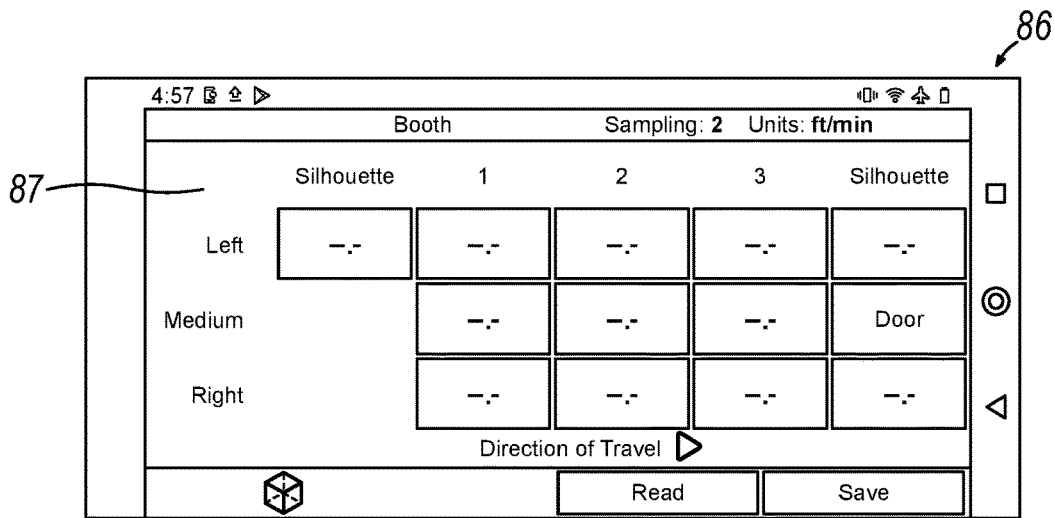 86
4:57
Booth Sampling: 2 Units: ft/min
87
Silhouette 1 2 3 Silhouette
Left –.- –.- –.- –.- –.-
Medium –.- –.- –.- Door
Right –.- –.- –.- –.-
Direction of Travel
Read Save